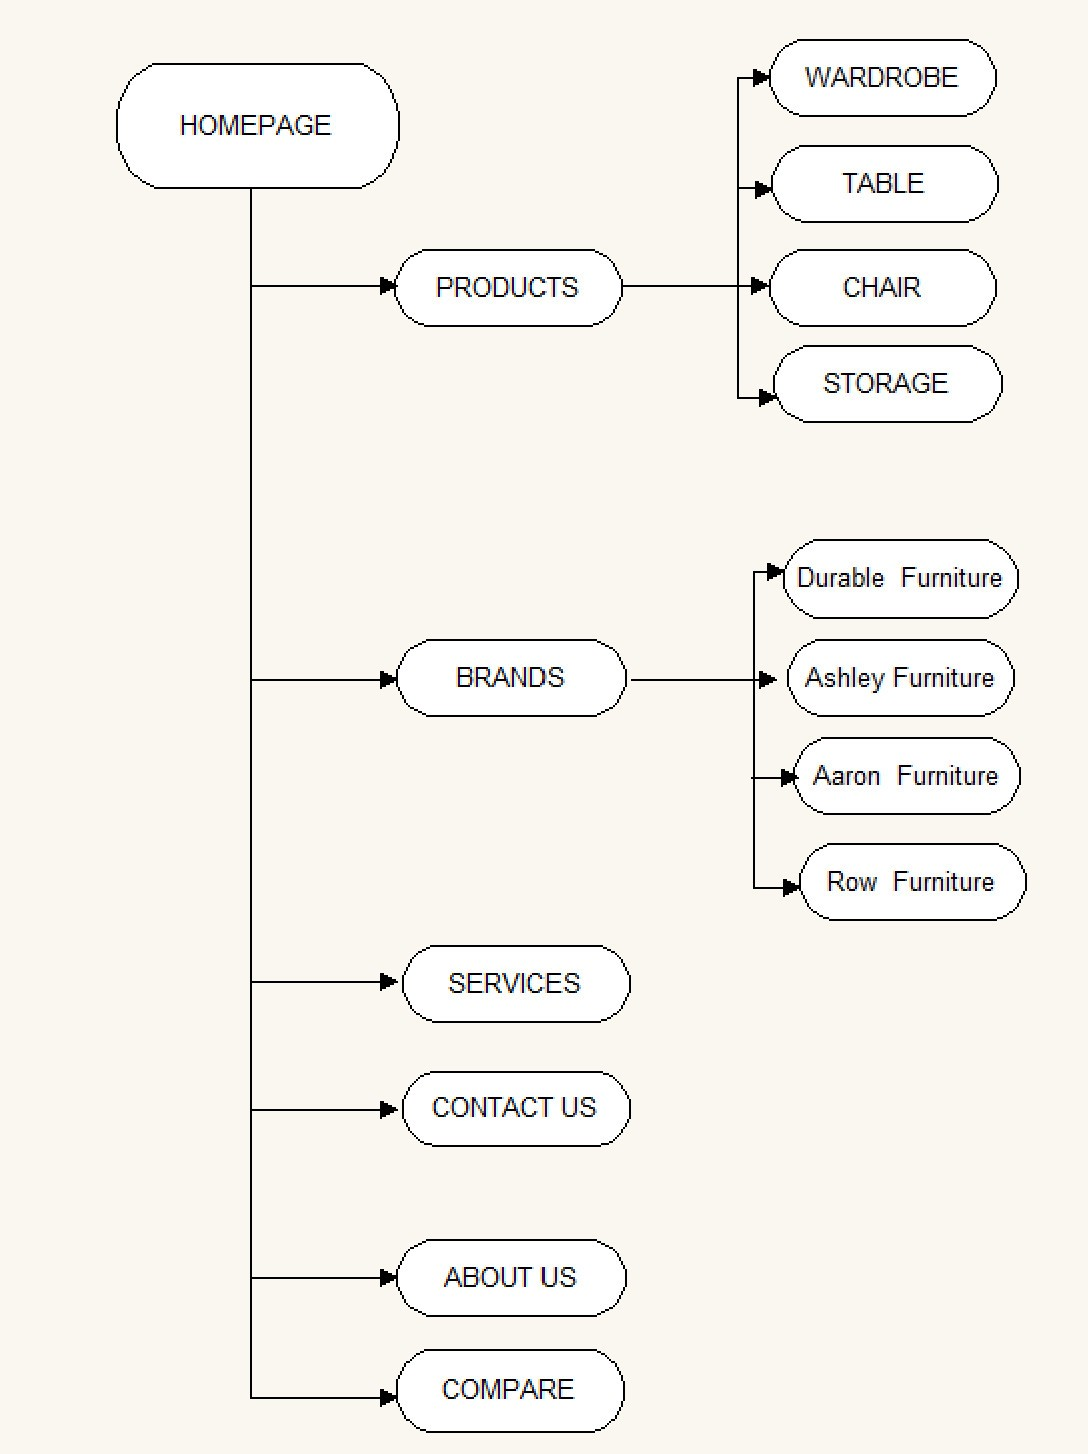 HOMEPAGE
PRODUCTS
WARDROBE
TABLE
CHAIR
STORAGE
BRANDS
Durable Furniture
Ashley Furniture
Aaron Furniture
Row Furniture
SERVICES
CONTACT US
ABOUT US
COMPARE